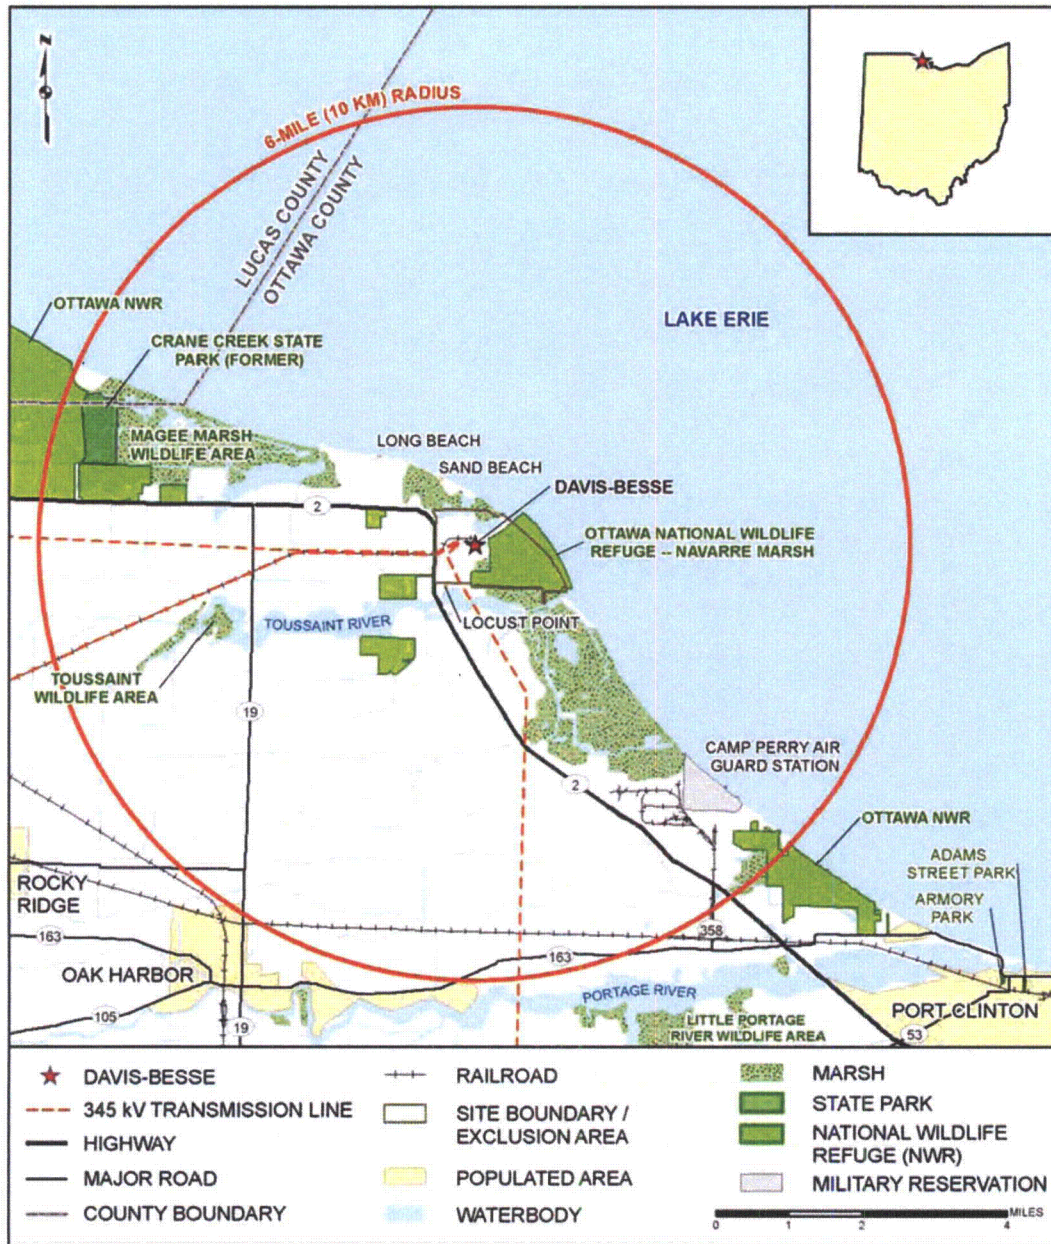 N
6-MILE (10 KM) RADIUS
LUCAS COUNTY
OTTAWA COUNTY
OTTAWA NWR
CRANE CREEK STATE
PARK (FORMER)
LAKE ERIE
MAGEE MARSH
WILDLIFE AREA
LONG BEACH
SAND BEACH
DAVIS-BESSE
2
OTTAWA NATIONAL WILDLIFE
REFUGE -- NAVARRE MARSH
LOCUST POINT
TOUSSAINT RIVER
TOUSSAINT
WILDLIFE AREA
19
CAMP PERRY AIR
GUARD STATION
2
OTTAWA NWR
ADAMS
STREET PARK
ARMORY
PARK
ROCKY
RIDGE
163
358
163
OAK HARBOR
PORTAGE RIVER
PORT CLINTON
105
19
LITTLE PORTAGE
RIVER WILDLIFE AREA
53
DAVIS-BESSE
345 kV TRANSMISSION LINE
HIGHWAY
MAJOR ROAD
COUNTY BOUNDARY
RAILROAD
SITE BOUNDARY /
EXCLUSION AREA
POPULATED AREA
WATERBODY
MARSH
STATE PARK
NATIONAL WILDLIFE
REFUGE (NWR)
MILITARY RESERVATION
MILES
0 1 2 4